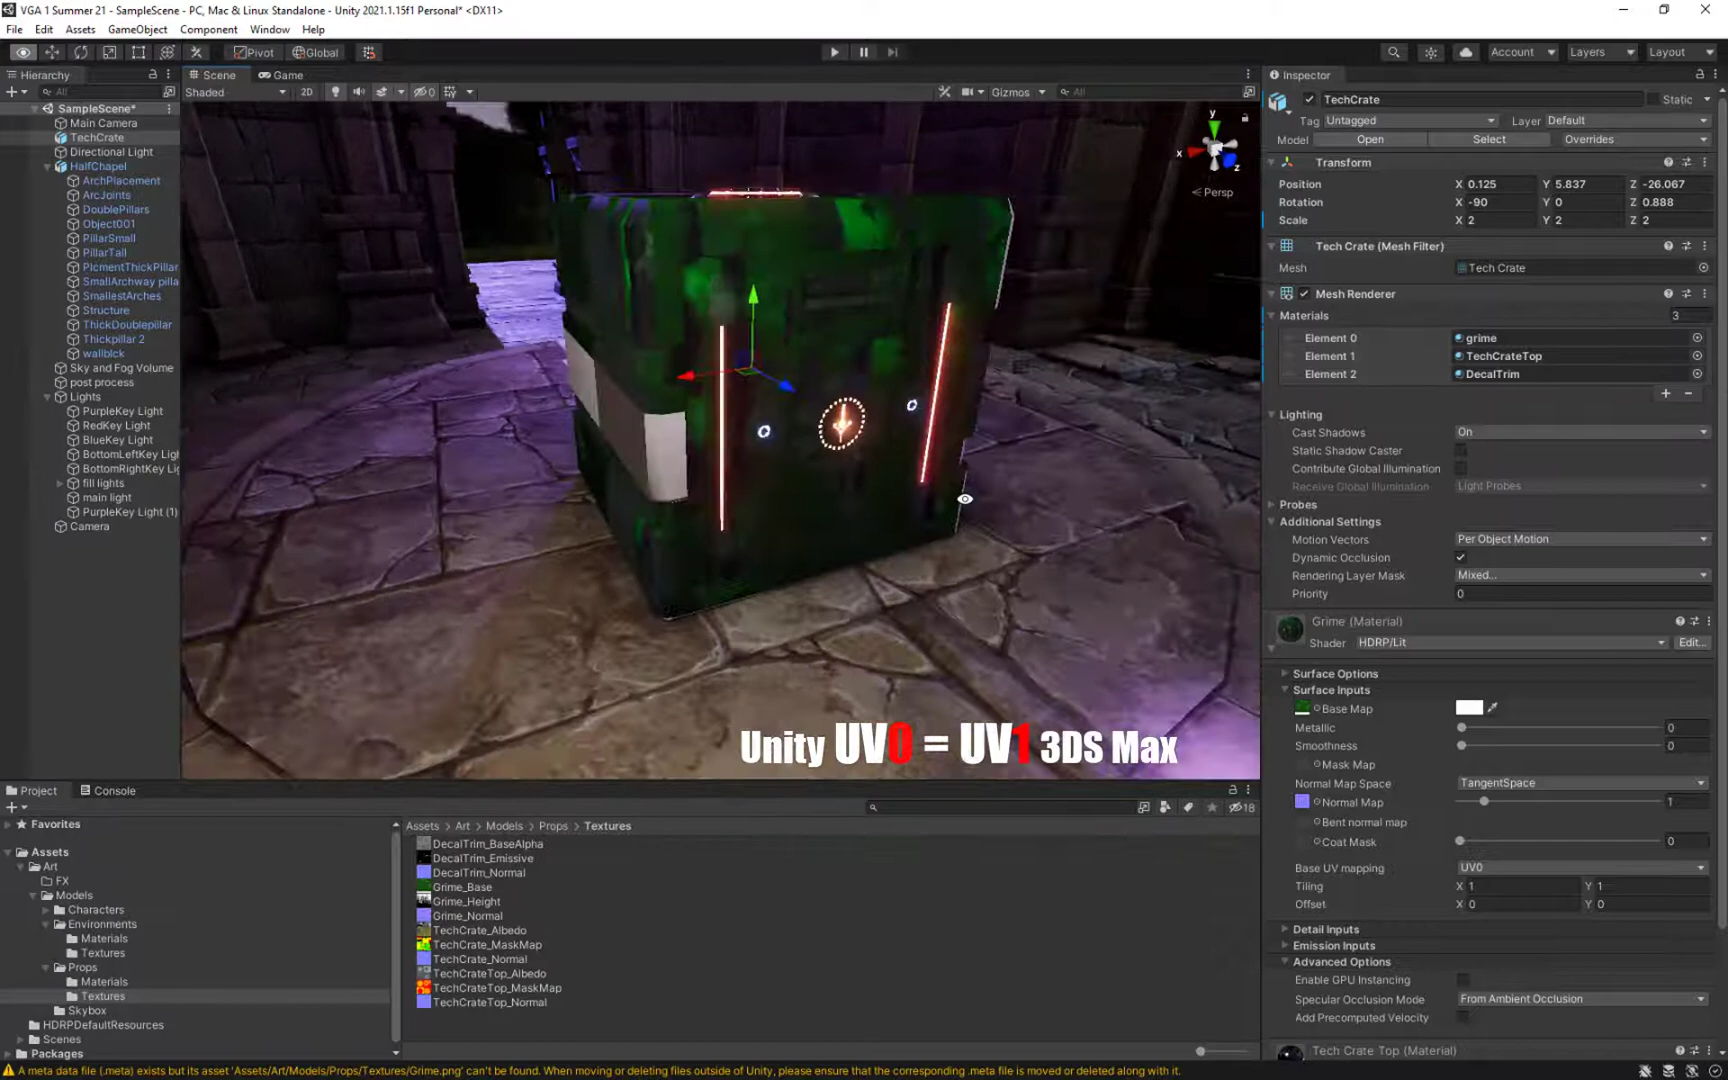 VGA 1 Summer 21 - SampleScene - PC, Mac & Linux Standalone - Unity 2021.1.15f1 Personal* <DX11>
File Edit Assets GameObject Component Window Help
Pivot Global Account Layers Layout
Hierarchy
All
SampleScene*
Main Camera
TechCrate
Directional Light
HalfChapel
ArchPlacement
ArcJoints
DoublePillars
Object001
PillarSmall
PillarTall
PlcmentThickPillar
SmallArchway pilla
SmallestArches
Structure
ThickDoublepillar
Thickpillar 2
wallblck
Sky and Fog Volume
post process
Lights
PurpleKey Light
RedKey Light
BlueKey Light
BottomLeftKey Ligh
BottomRightKey Lig
fill lights
main light
PurpleKey Light (1)
Camera
Scene Game
Shaded 2D 0 Gizmos All
y
x
z
Persp
Unity UV0 = UV1 3DS Max
Inspector
TechCrate Static
Tag Untagged Layer Default
Model Open Select Overrides
Transform
Position X 0.125 Y 5.837 Z -26.067
Rotation X -90 Y 0 Z 0.888
Scale X 2 Y 2 Z 2
Tech Crate (Mesh Filter)
Mesh Tech Crate
Mesh Renderer
Materials 3
Element 0 grime
Element 1 TechCrateTop
Element 2 DecalTrim
Lighting
Cast Shadows On
Static Shadow Caster
Contribute Global Illumination
Receive Global Illumination Light Probes
Probes
Additional Settings
Motion Vectors Per Object Motion
Dynamic Occlusion
Rendering Layer Mask Mixed...
Priority 0
Grime (Material)
Shader HDRP/Lit Edit...
Surface Options
Surface Inputs
Base Map
Metallic 0
Smoothness 0
Mask Map
Normal Map Space TangentSpace
Normal Map 1
Bent normal map
Coat Mask 0
Base UV mapping UV0
Tiling X 1 Y 1
Offset X 0 Y 0
Detail Inputs
Emission Inputs
Advanced Options
Enable GPU Instancing
Specular Occlusion Mode From Ambient Occlusion
Add Precomputed Velocity
Tech Crate Top (Material)
Project Console
18
Favorites
Assets
Art
FX
Models
Characters
Environments
Materials
Textures
Props
Materials
Textures
Skybox
HDRPDefaultResources
Scenes
Packages
Assets Art Models Props Textures
DecalTrim_BaseAlpha
DecalTrim_Emissive
DecalTrim_Normal
Grime_Base
Grime_Height
Grime_Normal
TechCrate_Albedo
TechCrate_MaskMap
TechCrate_Normal
TechCrateTop_Albedo
TechCrateTop_MaskMap
TechCrateTop_Normal
A meta data file (.meta) exists but its asset 'Assets/Art/Models/Props/Textures/Grime.png' can't be found. When moving or deleting files outside of Unity, please ensure that the corresponding .meta file is moved or deleted along with it.